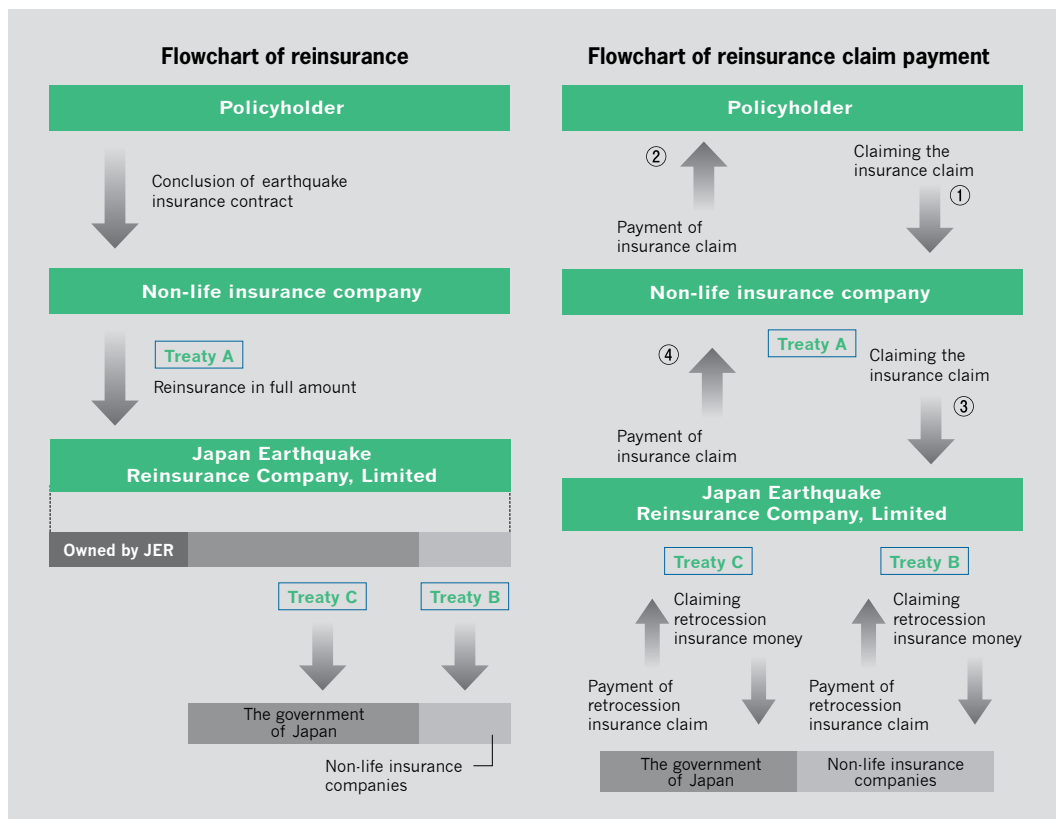 Flowchart of reinsurance
Policyholder
Conclusion of earthquake
insurance contract
Non-life insurance company
Treaty A
Reinsurance in full amount
Japan Earthquake
Reinsurance Company, Limited
Owned by JER
Treaty C
Treaty B
The government
of Japan
Non-life insurance
companies
Flowchart of reinsurance claim payment
Policyholder
②
Payment of
insurance claim
Claiming the
insurance claim
①
Non-life insurance company
Treaty A
④
Payment of
insurance claim
Claiming the
insurance claim
③
Japan Earthquake
Reinsurance Company, Limited
Treaty C
Claiming
retrocession
insurance money
Payment of
retrocession
insurance claim
Treaty B
Claiming
retrocession
insurance money
Payment of
retrocession
insurance claim
The government
of Japan
Non-life insurance
companies